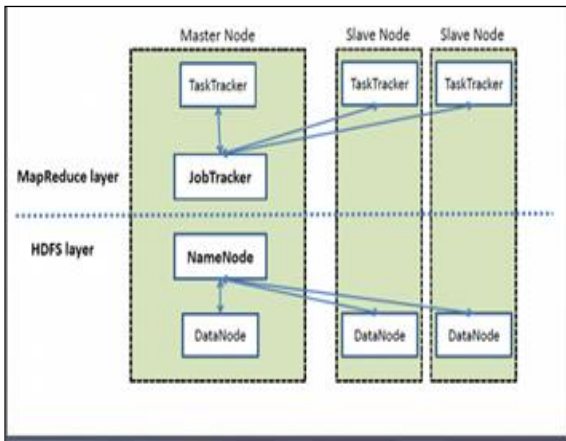 Master Node
Slave Node
Slave Node
TaskTracker
TaskTracker
TaskTracker
MapReduce layer
JobTracker
HDFS layer
NameNode
DataNode
DataNode
DataNode